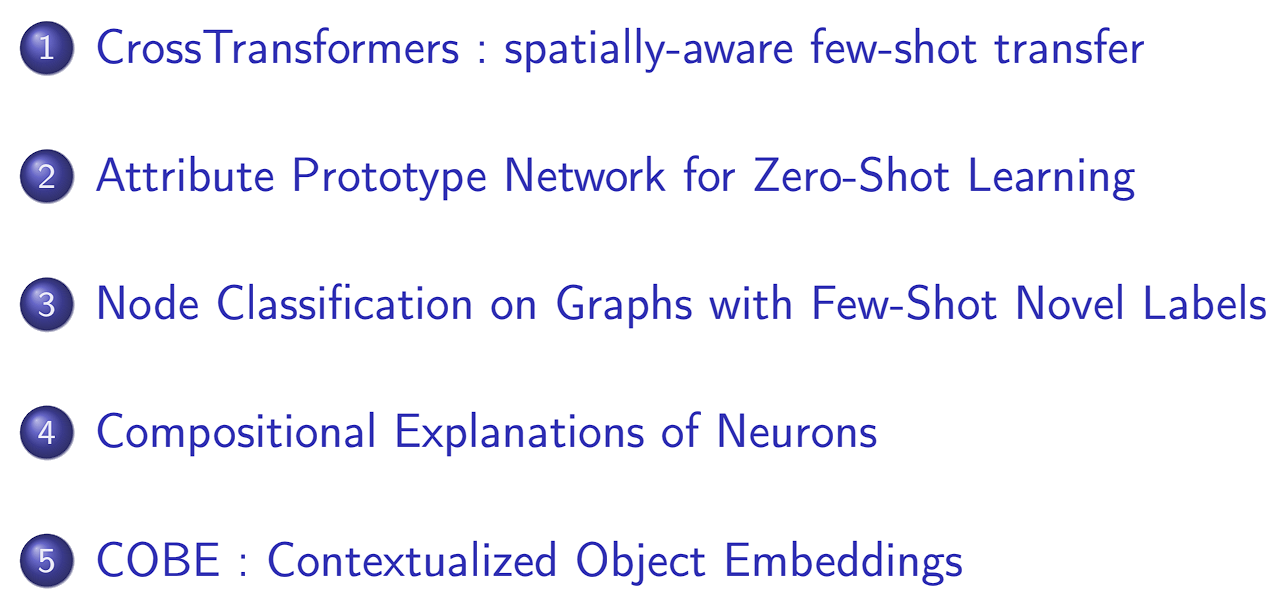 1 CrossTransformers : spatially-aware few-shot transfer
2 Attribute Prototype Network for Zero-Shot Learning
3 Node Classification on Graphs with Few-Shot Novel Labels
4 Compositional Explanations of Neurons
5 COBE : Contextualized Object Embeddings